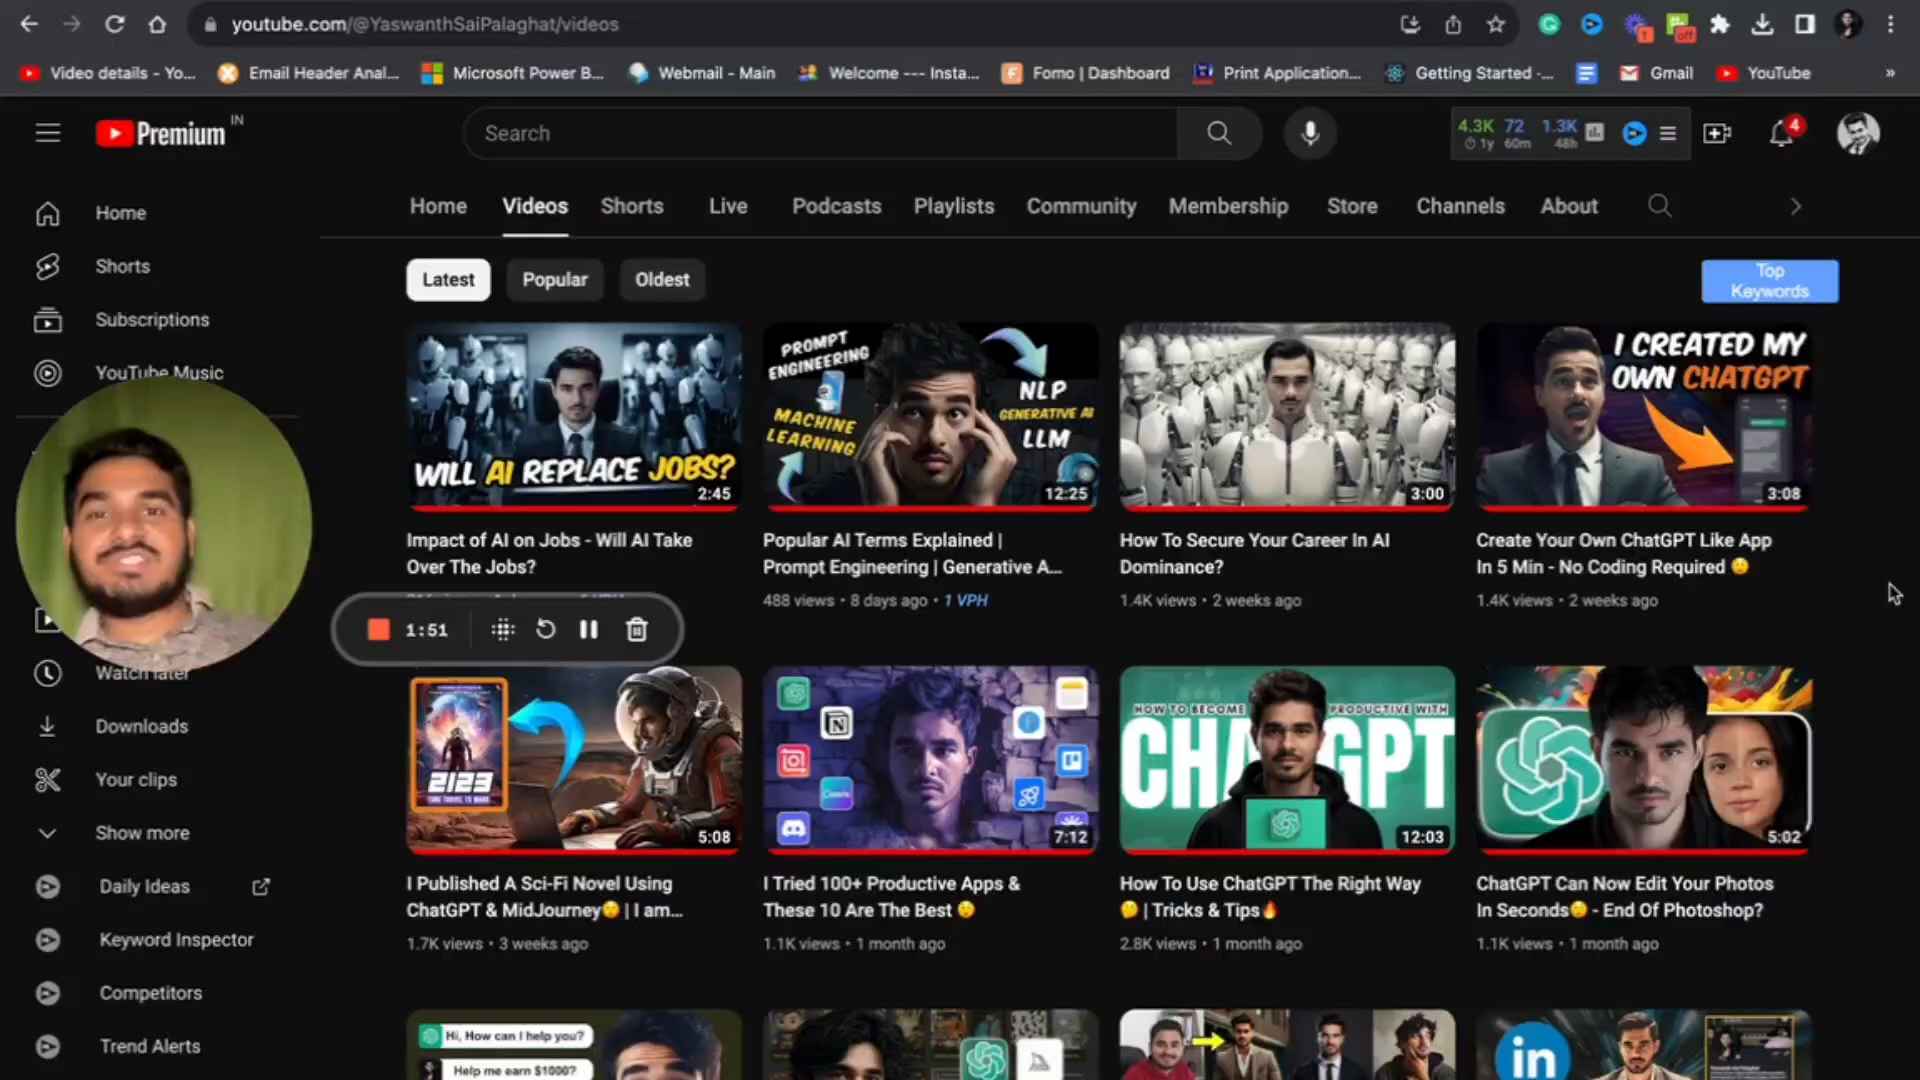 youtube.com/@YaswanthSaiPalaghat/videos
1
off
Video details - Yo...
Email Header Anal...
Microsoft Power B...
Webmail - Main
Welcome --- Insta...
Fomo | Dashboard
Print Application...
Getting Started -...
Gmail
YouTube
»
Premium IN
Search
4.3K 72 1.3K
1y 60m 48h
4
Home
Videos
Shorts
Live
Podcasts
Playlists
Community
Membership
Store
Channels
About
Home
Shorts
Subscriptions
YouTube Music
Watch later
Downloads
Your clips
Show more
Daily Ideas
Keyword Inspector
Competitors
Trend Alerts
Latest
Popular
Oldest
Top
Keywords
WILL AI REPLACE JOBS?
2:45
PROMPT
ENGINEERING
MACHINE
LEARNING
NLP
GENERATIVE AI
LLM
12:25
3:00
I CREATED MY
OWN CHATGPT
3:08
Impact of AI on Jobs - Will AI Take
Over The Jobs?
Popular AI Terms Explained |
Prompt Engineering | Generative A...
488 views • 8 days ago • 1 VPH
How To Secure Your Career In AI
Dominance?
1.4K views • 2 weeks ago
Create Your Own ChatGPT Like App
In 5 Min - No Coding Required 🤨
1.4K views • 2 weeks ago
1:51
2123
5:08
7:12
HOW TO BECOME PRODUCTIVE WITH
CHATGPT
12:03
5:02
I Published A Sci-Fi Novel Using
ChatGPT & MidJourney🤨 | I am...
1.7K views • 3 weeks ago
I Tried 100+ Productive Apps &
These 10 Are The Best 🤨
1.1K views • 1 month ago
How To Use ChatGPT The Right Way
🤔 | Tricks & Tips🔥
2.8K views • 1 month ago
ChatGPT Can Now Edit Your Photos
In Seconds🤨 - End Of Photoshop?
1.1K views • 1 month ago
Hi, How can I help you?
Help me earn $1000?
in